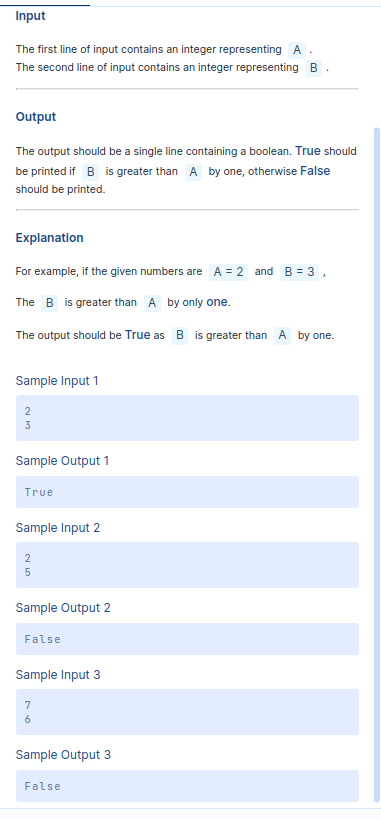 Input
The first line of input contains an integer representing A .
The second line of input contains an integer representing B .
Output
The output should be a single line containing a boolean. True should
be printed if B is greater than A by one, otherwise False
should be printed.
Explanation
For example, if the given numbers are A = 2 and B = 3 ,
The B is greater than A by only one.
The output should be True as B is greater than A by one.
Sample Input 1
2
3
Sample Output 1
True
Sample Input 2
2
5
Sample Output 2
False
Sample Input 3
7
6
Sample Output 3
False